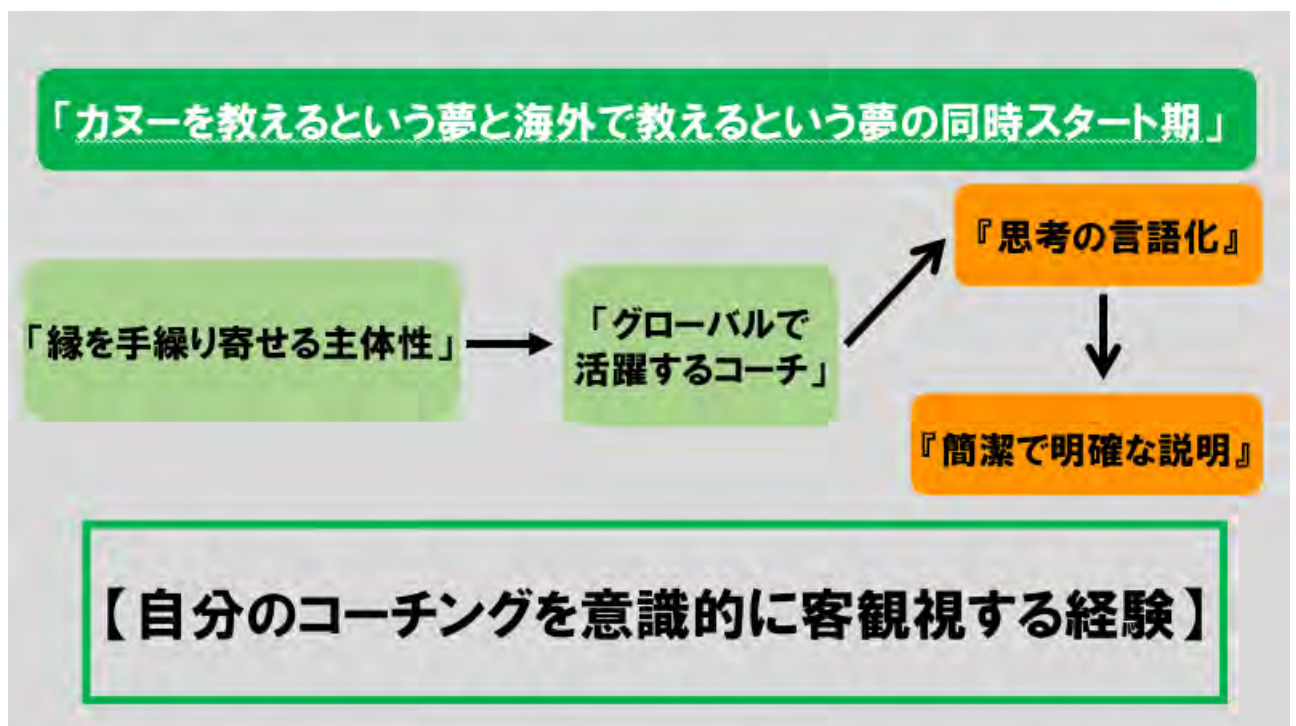 「カヌーを教えるという夢と海外で教えるという夢の同時スタート期」
「縁を手繰り寄せる主体性」
「グローバルで
活躍するコーチ」
『思考の言語化』
『簡潔で明確な説明』
【自分のコーチングを意識的に客観視する経験】